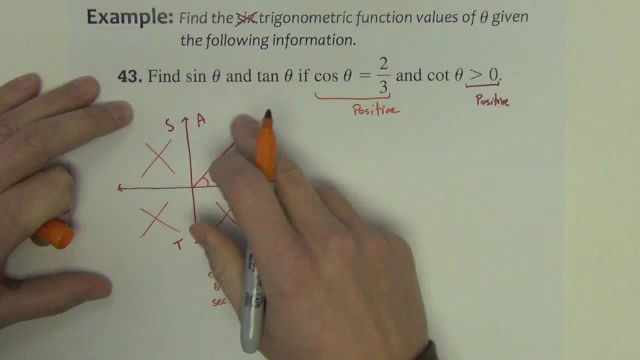 Example: Find the six trigonometric function values of θ given
the following information.
43. Find sin θ and tan θ if cos θ = 2/3 and cot θ > 0.
Positive
Positive
S A
T
sec